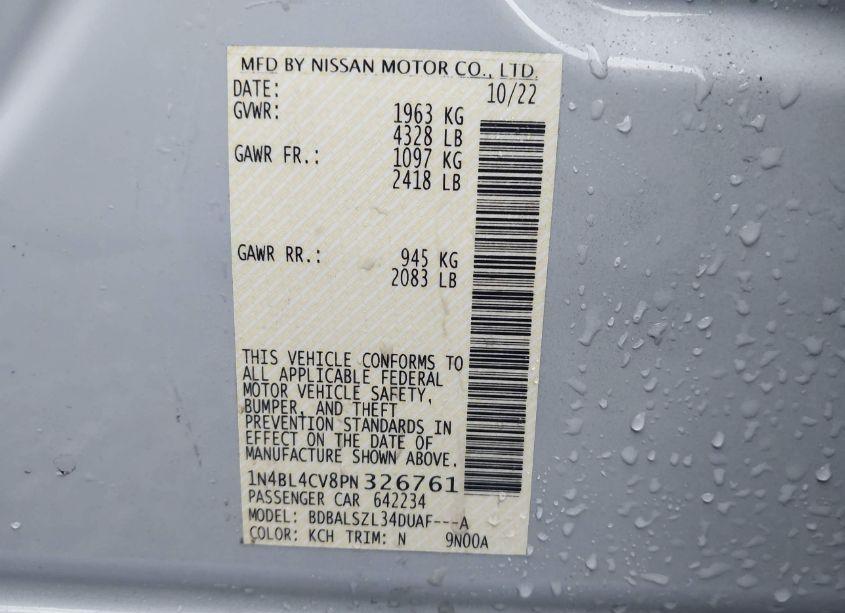 MFD BY NISSAN MOTOR CO., LTD.
DATE: 10/22
GVWR: 1963 KG
4328 LB
GAWR FR.: 1097 KG
2418 LB
GAWR RR.: 945 KG
2083 LB
THIS VEHICLE CONFORMS TO
ALL APPLICABLE FEDERAL
MOTOR VEHICLE SAFETY,
BUMPER, AND THEFT
PREVENTION STANDARDS IN
EFFECT ON THE DATE OF
MANUFACTURE SHOWN ABOVE.
1N4BL4CV8PN326761
PASSENGER CAR 642234
MODEL: BDBALSZL34DUAF---A
COLOR: KCH TRIM: N 9N00A